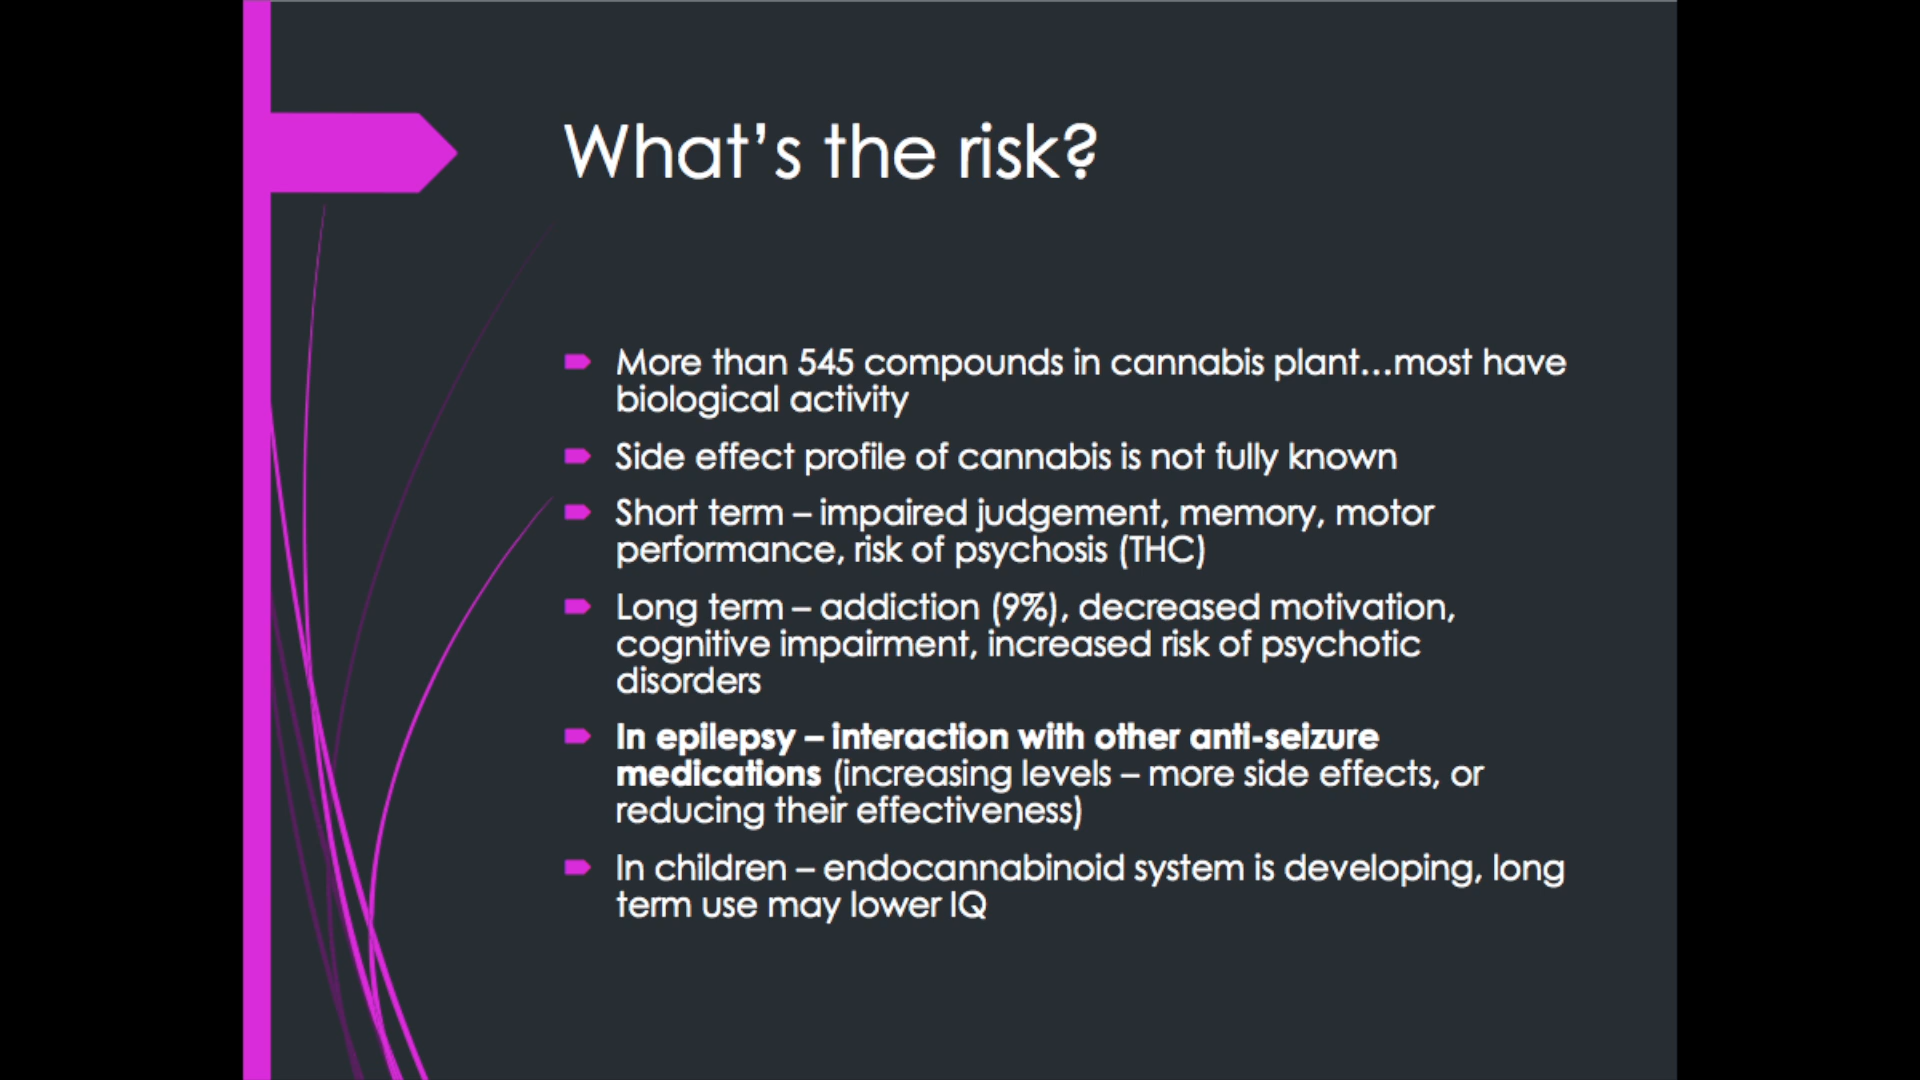 What's the risk?
More than 545 compounds in cannabis plant...most have
biological activity
Side effect profile of cannabis is not fully known
Short term – impaired judgement, memory, motor
performance, risk of psychosis (THC)
Long term – addiction (9%), decreased motivation,
cognitive impairment, increased risk of psychotic
disorders
In epilepsy – interaction with other anti-seizure
medications (increasing levels – more side effects, or
reducing their effectiveness)
In children – endocannabinoid system is developing, long
term use may lower IQ